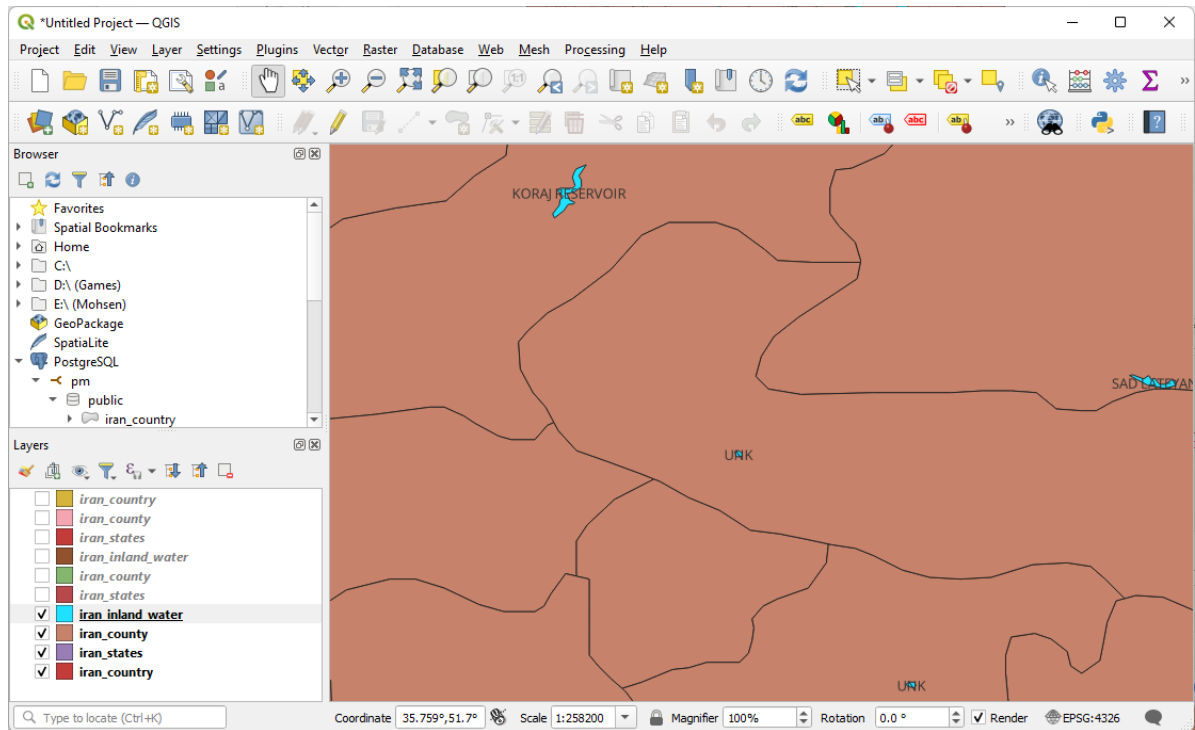 *Untitled Project — QGIS
Project Edit View Layer Settings Plugins Vector Raster Database Web Mesh Processing Help
Browser
Favorites
Spatial Bookmarks
Home
C:\
D:\ (Games)
E:\ (Mohsen)
GeoPackage
SpatiaLite
PostgreSQL
pm
public
iran_country
Layers
iran_country
iran_county
iran_states
iran_inland_water
iran_county
iran_states
iran_inland_water
iran_county
iran_states
iran_country
KORAJ RESERVOIR
SAD LATEYAN
UNK
UNK
Type to locate (Ctrl+K) Coordinate 35.759°,51.7° Scale 1:258200 Magnifier 100% Rotation 0.0 ° Render EPSG:4326